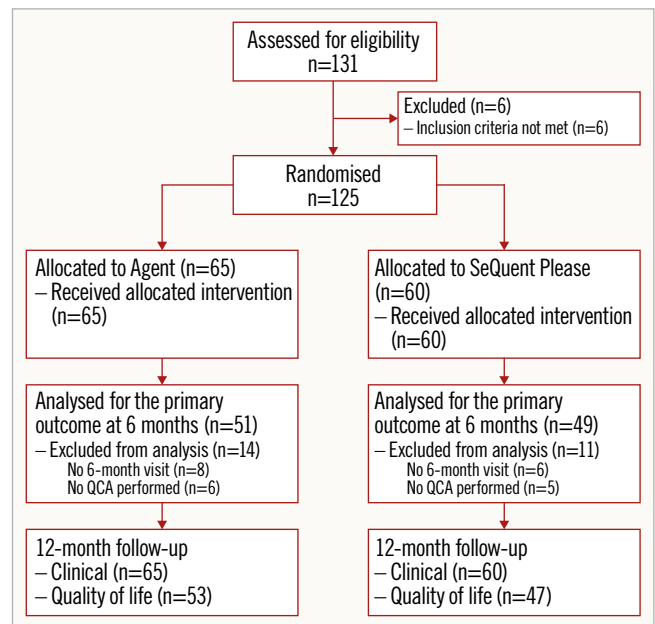 Assessed for eligibility
n=131
Excluded (n=6)
– Inclusion criteria not met (n=6)
Randomised
n=125
Allocated to Agent (n=65)
– Received allocated intervention
(n=65)
Allocated to SeQuent Please
(n=60)
– Received allocated intervention
(n=60)
Analysed for the primary
outcome at 6 months (n=51)
– Excluded from analysis (n=14)
No 6-month visit (n=8)
No QCA performed (n=6)
Analysed for the primary
outcome at 6 months (n=49)
– Excluded from analysis (n=11)
No 6-month visit (n=6)
No QCA performed (n=5)
12-month follow-up
– Clinical (n=65)
– Quality of life (n=53)
12-month follow-up
– Clinical (n=60)
– Quality of life (n=47)